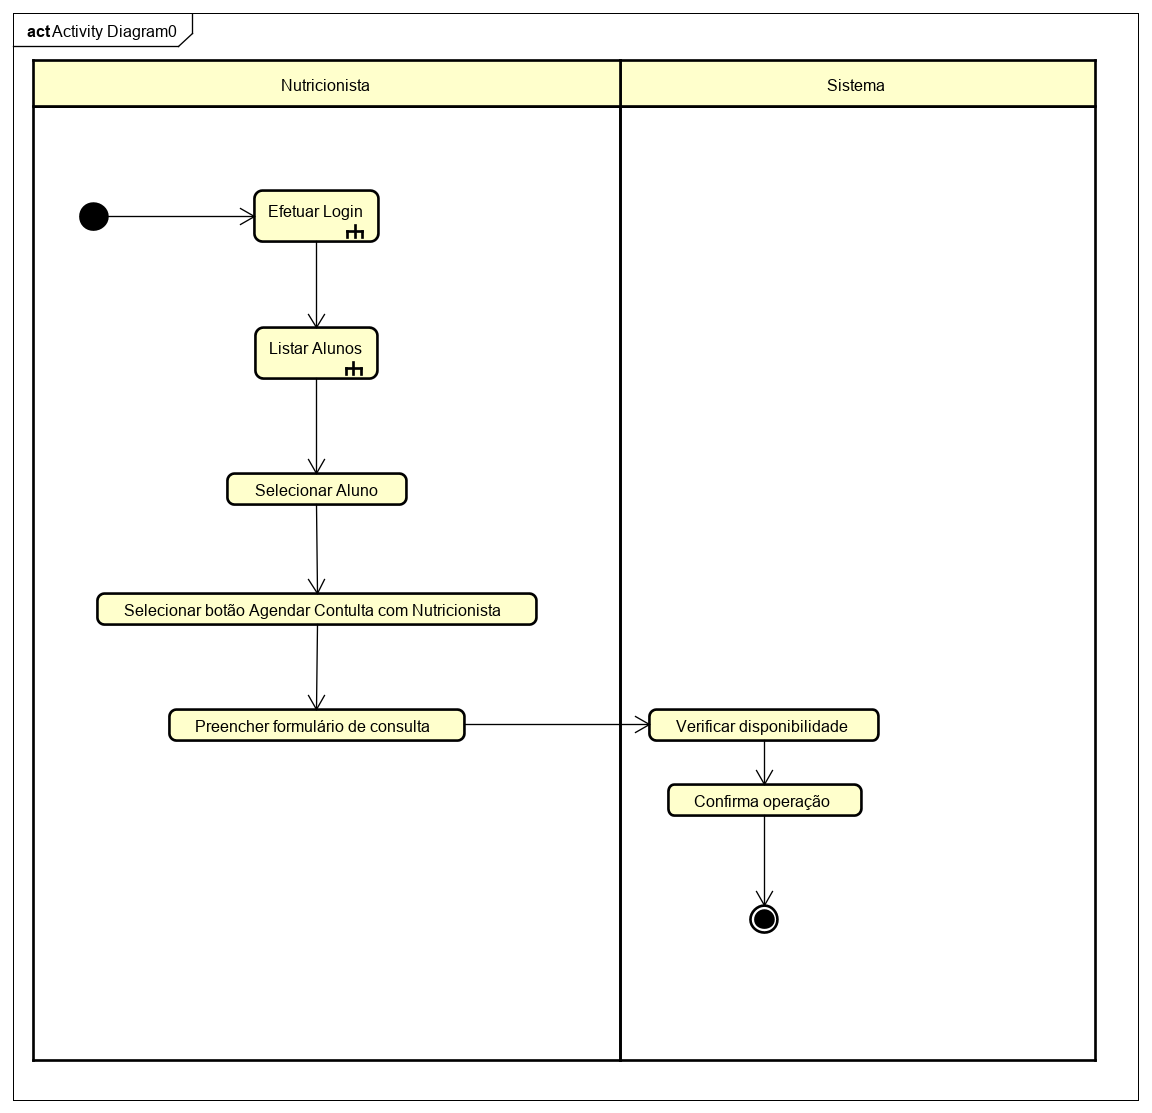 act Activity Diagram0
Nutricionista
Sistema
Efetuar Login
Listar Alunos
Selecionar Aluno
Selecionar botão Agendar Contulta com Nutricionista
Preencher formulário de consulta
Verificar disponibilidade
Confirma operação